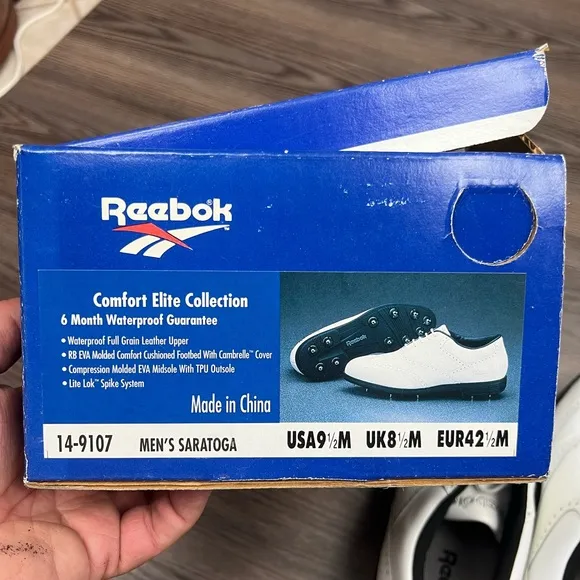 Reebok
Comfort Elite Collection
6 Month Waterproof Guarantee
• Waterproof Full Grain Leather Upper
• RB EVA Molded Comfort Cushioned Footbed With Cambrelle™ Cover
• Compression Molded EVA Midsole With TPU Outsole
• Lite Lok™ Spike System
Made in China
Reebok
14-9107 MEN'S SARATOGA USA9½M UK8½M EUR42½M
Reebok